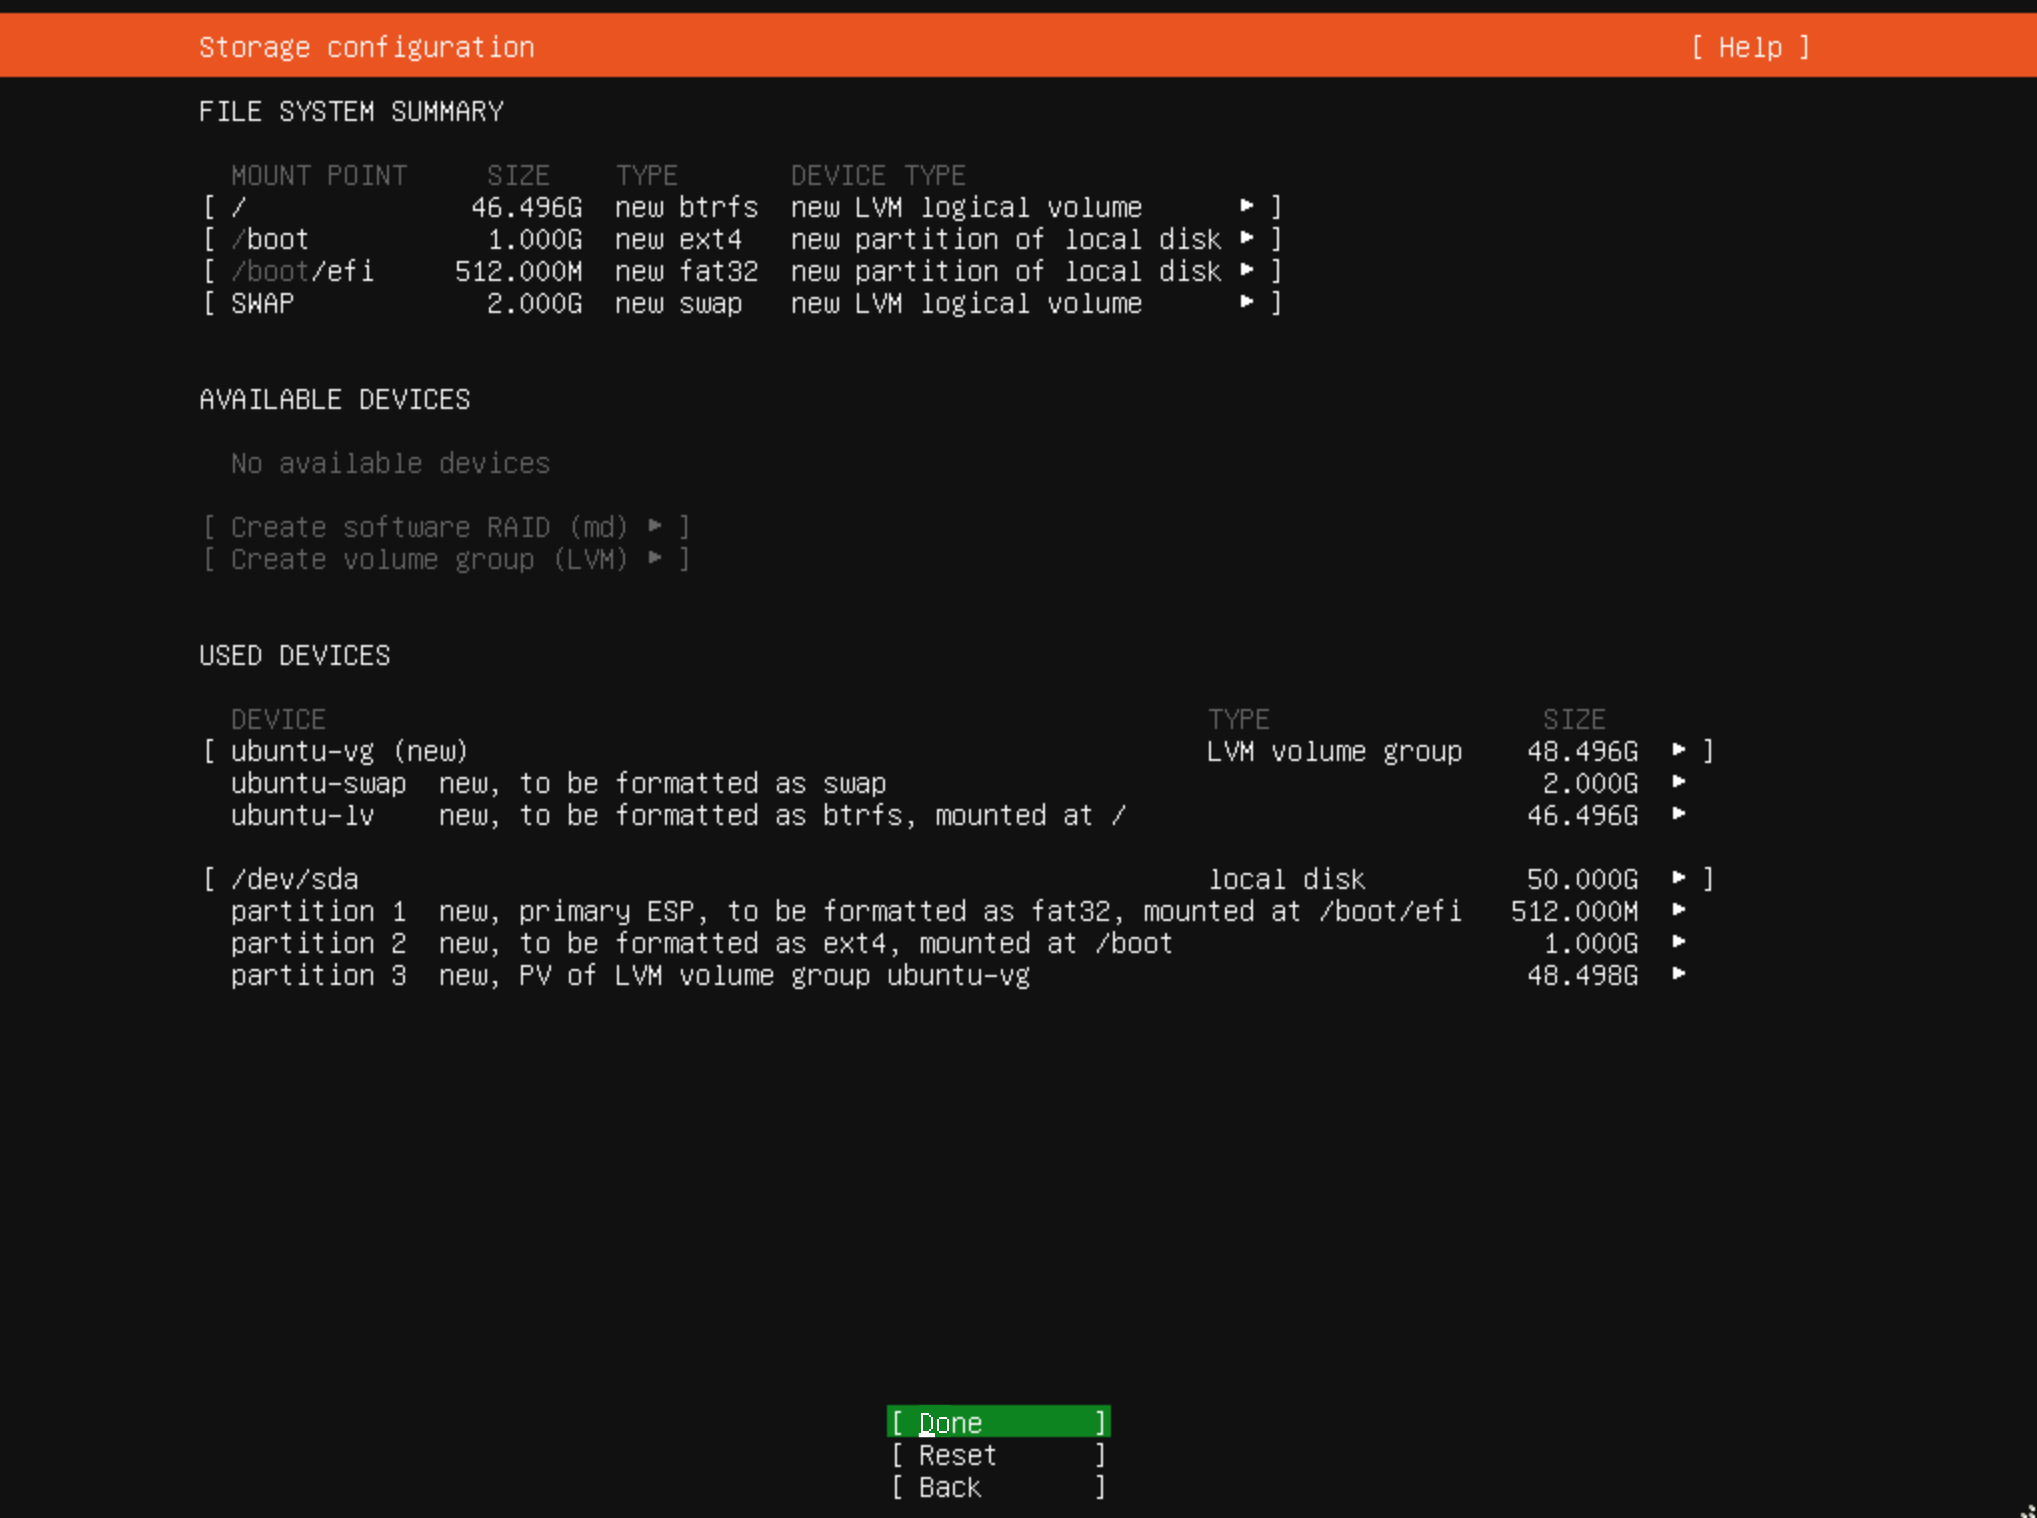 Storage configuration [ Help ]
FILE SYSTEM SUMMARY
MOUNT POINT SIZE TYPE DEVICE TYPE
[ / 46.496G new btrfs new LVM logical volume ▸ ]
[ /boot 1.000G new ext4 new partition of local disk ▸ ]
[ /boot/efi 512.000M new fat32 new partition of local disk ▸ ]
[ SWAP 2.000G new swap new LVM logical volume ▸ ]
AVAILABLE DEVICES
No available devices
[ Create software RAID (md) ▸ ]
[ Create volume group (LVM) ▸ ]
USED DEVICES
DEVICE TYPE SIZE
[ ubuntu-vg (new) LVM volume group 48.496G ▸ ]
ubuntu-swap new, to be formatted as swap 2.000G ▸
ubuntu-lv new, to be formatted as btrfs, mounted at / 46.496G ▸
[ /dev/sda local disk 50.000G ▸ ]
partition 1 new, primary ESP, to be formatted as fat32, mounted at /boot/efi 512.000M ▸
partition 2 new, to be formatted as ext4, mounted at /boot 1.000G ▸
partition 3 new, PV of LVM volume group ubuntu-vg 48.498G ▸
[ Done ]
[ Reset ]
[ Back ]